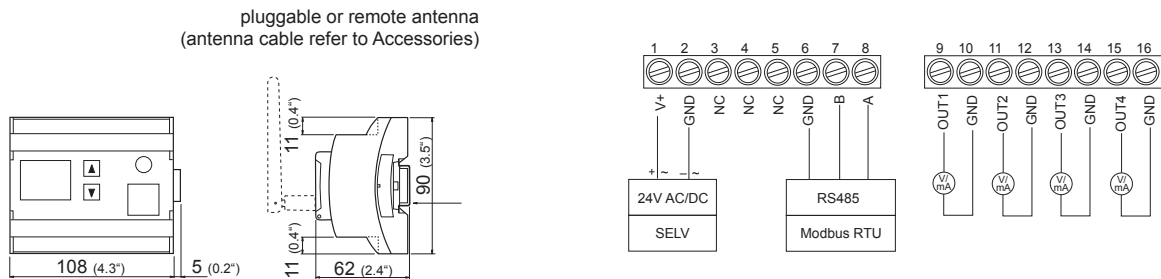 pluggable or remote antenna
(antenna cable refer to Accessories)
11 (0.4“)
90 (3.5“)
11 (0.4“)
108 (4.3“)
5 (0.2“)
62 (2.4“)
1 2 3 4 5 6 7 8
V+ GND NC NC NC GND B A
+ ~ – ~
24V AC/DC
SELV
RS485
Modbus RTU
9 10 11 12 13 14 15 16
OUT1 GND OUT2 GND OUT3 GND OUT4 GND
V/ mA V/ mA V/ mA V/ mA